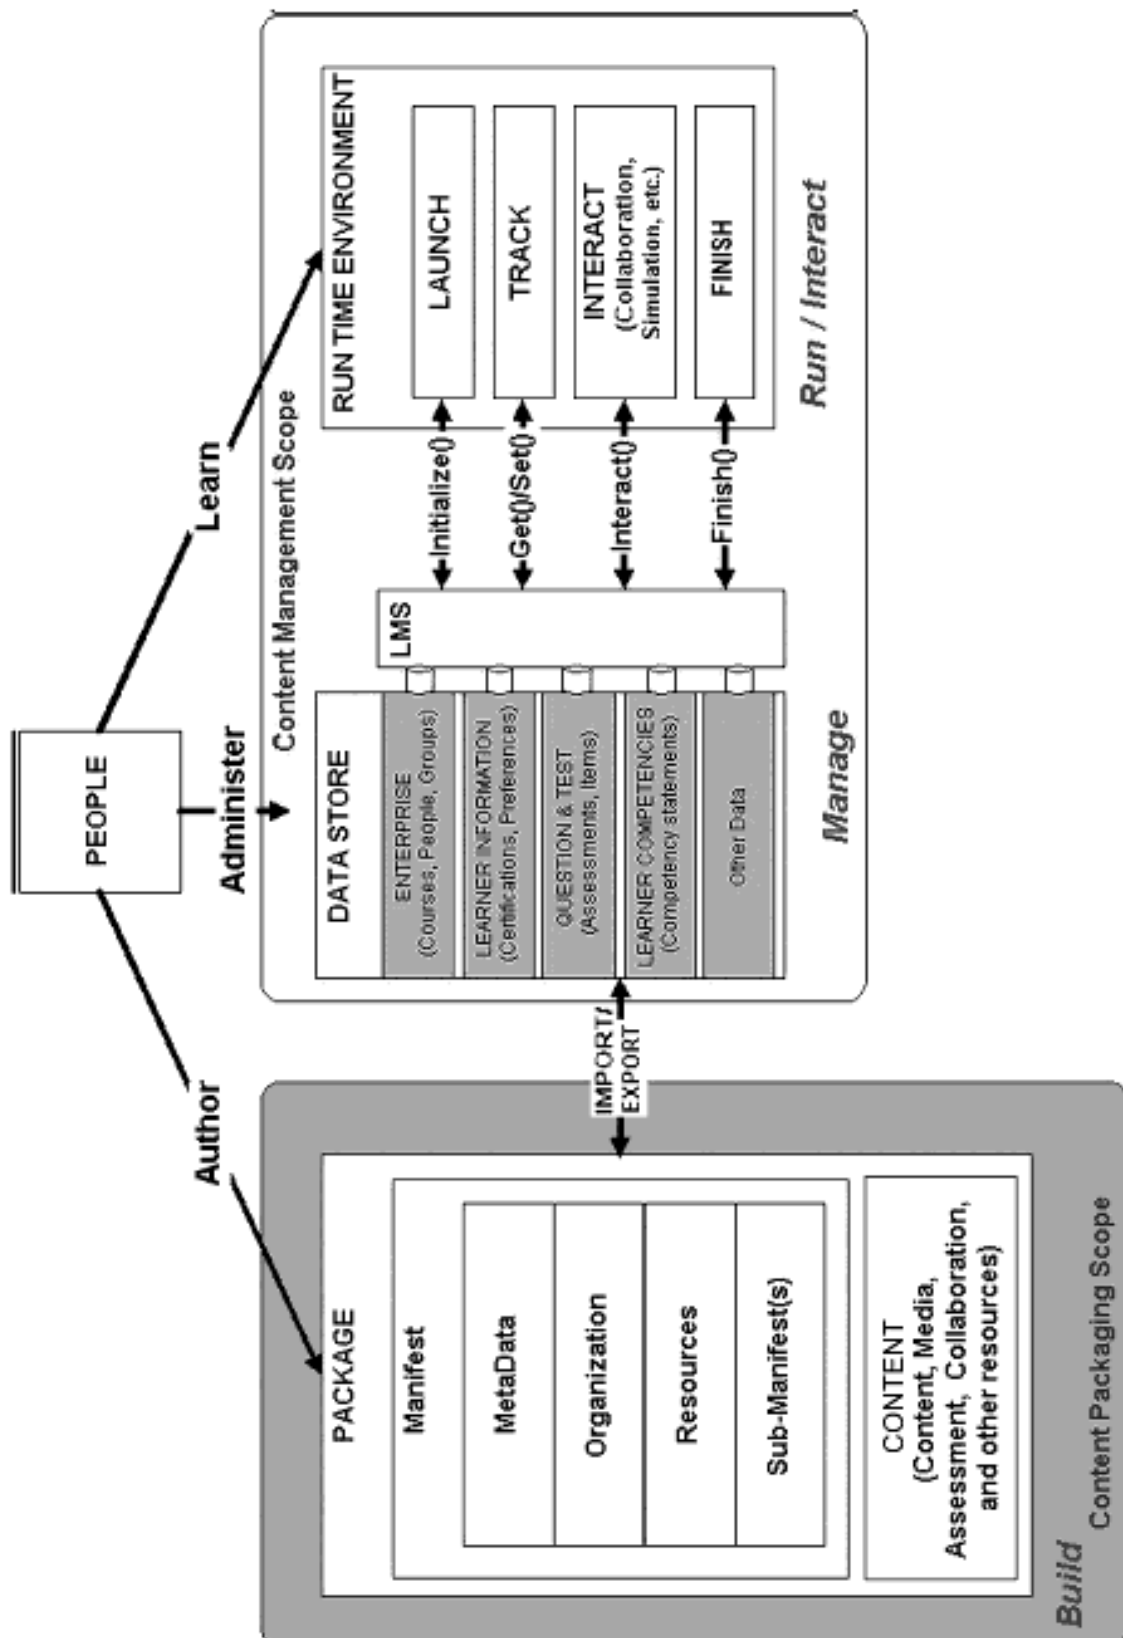 PEOPLE
Author
Administer
Learn
PACKAGE
Manifest
MetaData
Organization
Resources
Sub-Manifest(s)
CONTENT
(Content, Media,
Assessment, Collaboration,
and other resources)
Build
Content Packaging Scope
IMPORT/
EXPORT
Content Management Scope
DATA STORE
ENTERPRISE
(Courses, People, Groups)
LEARNER INFORMATION
(Certifications, Preferences)
QUESTION & TEST
(Assessments, Items)
LEARNER COMPETENCIES
(Competency statements)
Other Data
LMS
Manage
Initialize()
Get()/Set()
Interact()
Finish()
RUN TIME ENVIRONMENT
LAUNCH
TRACK
INTERACT
(Collaboration,
Simulation, etc.)
FINISH
Run / Interact